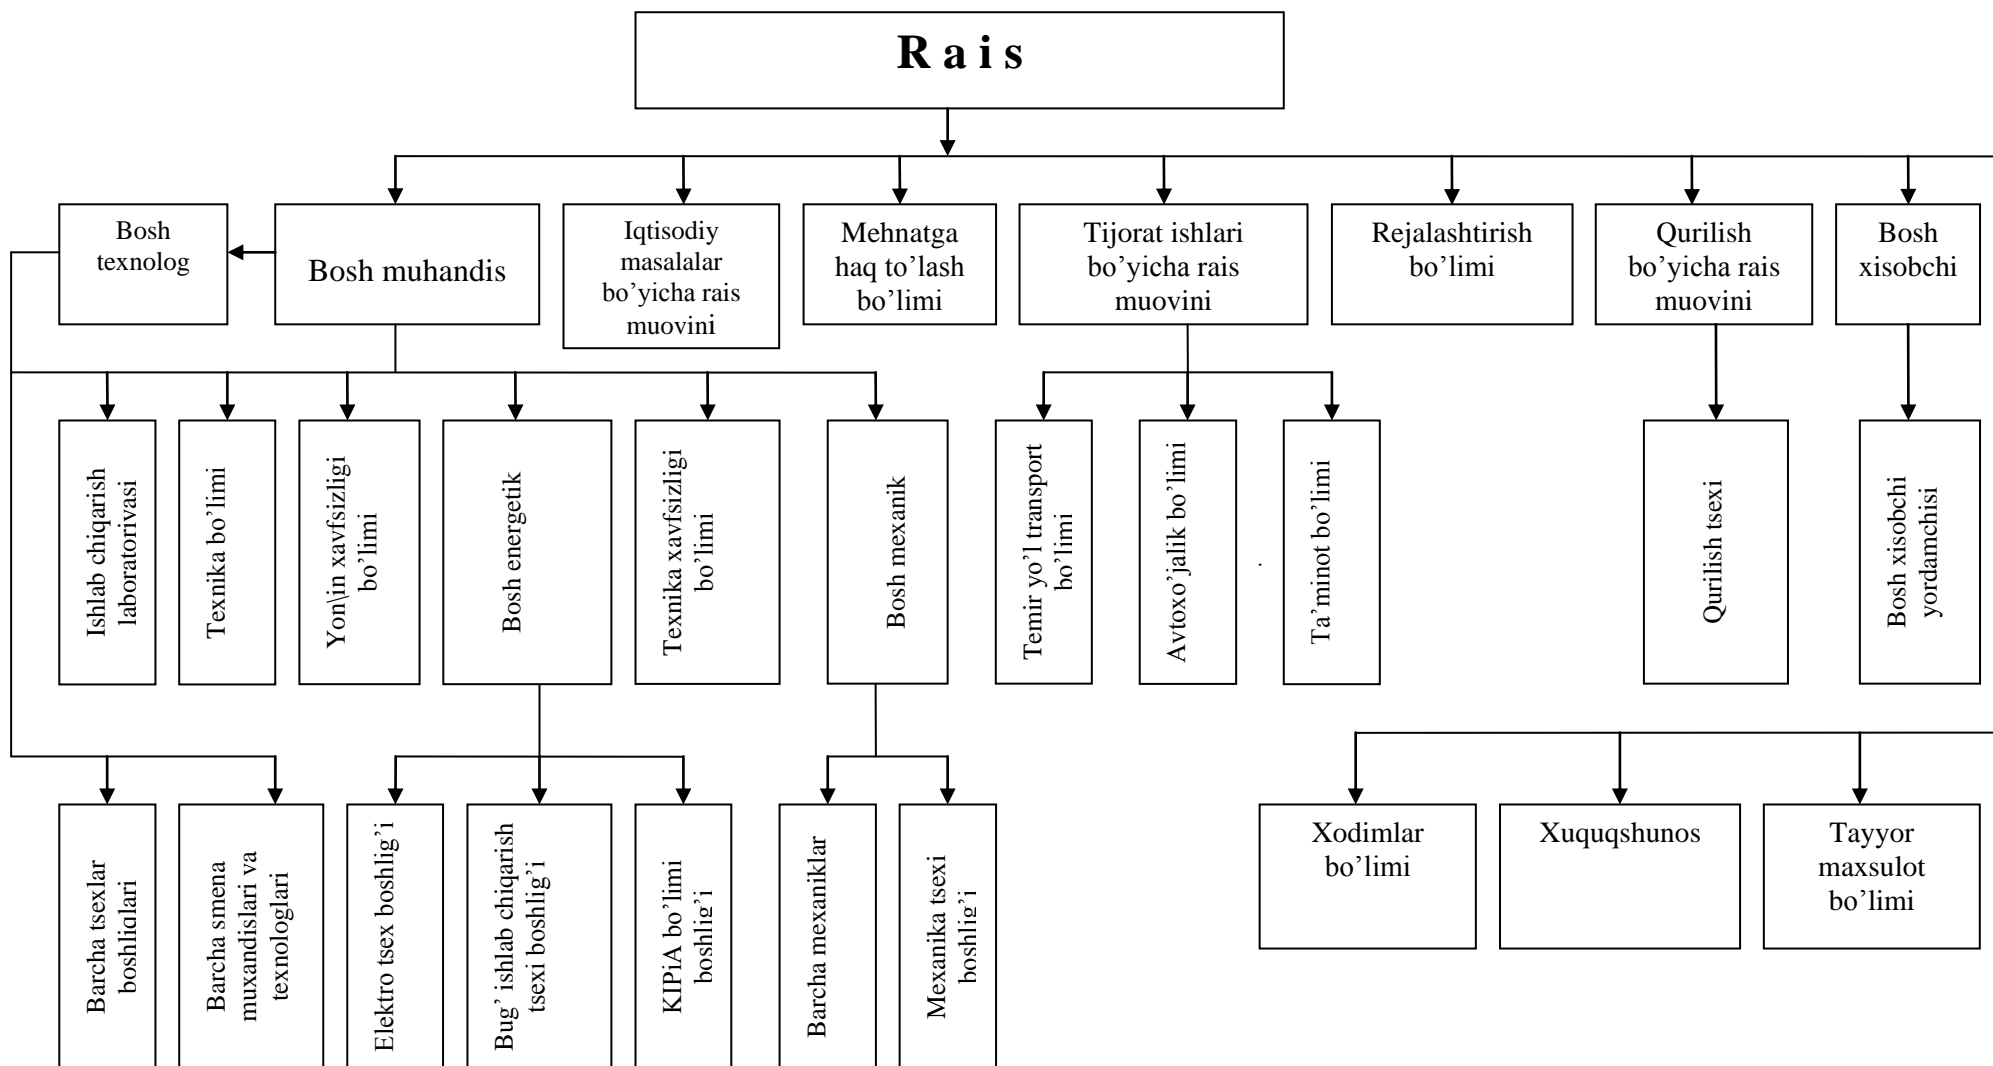 R a i s
Bosh
texnolog
Bosh muhandis
Iqtisodiy
masalalar
bo’yicha rais
muovini
Mehnatga
haq to’lash
bo’limi
Tijorat ishlari
bo’yicha rais
muovini
Rejalashtirish
bo’limi
Qurilish
bo’yicha rais
muovini
Bosh
xisobchi
Ishlab chiqarish
laboratorivasi
Texnika bo’limi
Yon\in xavfsizligi
bo’limi
Bosh energetik
Texnika xavfsizligi
bo’limi
Bosh mexanik
Temir yo’l transport
bo’limi
Avtoxo’jalik bo’limi
.
Ta’minot bo’limi
Qurilish tsexi
Bosh xisobchi
yordamchisi
Barcha tsexlar
boshlidulari
Barcha smena
muxandislari va
texnologlari
Elektro tsex boshlig’i
Bug’ ishlab chiqarish
tsexi boshlig’i
KIPiA bo’limi
boshlig’i
Barcha mexaniklar
Mexanika tsexi
boshlig’i
Xodimlar
bo’limi
Xuquqshunos
Tayyor
maxsulot
bo’limi